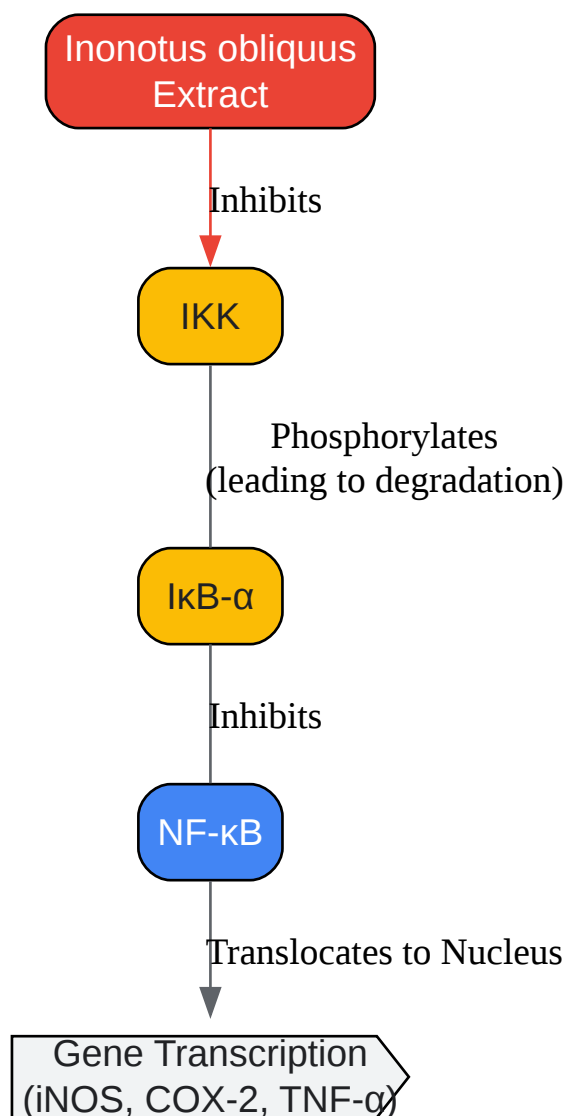 Inonotus obliquus
Extract
Inhibits
IKK
Phosphorylates
(leading to degradation)
IκB-α
Inhibits
NF-κB
Translocates to Nucleus
Gene Transcription
(iNOS, COX-2, TNF-α)